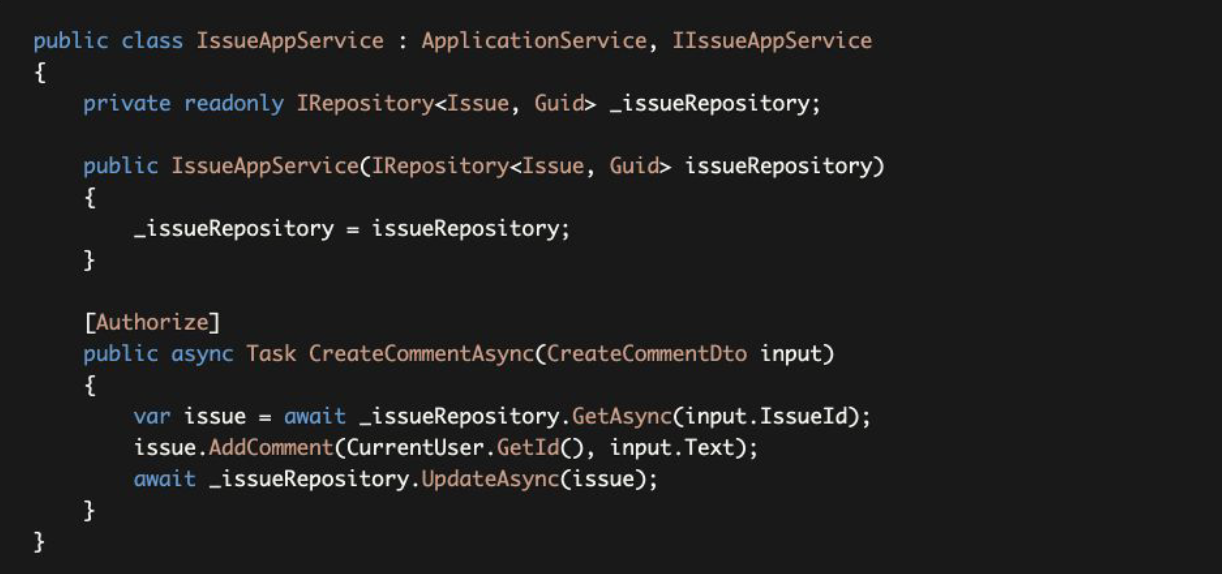 public class IssueAppService : ApplicationService, IIssueAppService
{
    private readonly IRepository<Issue, Guid> _issueRepository;

    public IssueAppService(IRepository<Issue, Guid> issueRepository)
    {
        _issueRepository = issueRepository;
    }

    [Authorize]
    public async Task CreateCommentAsync(CreateCommentDto input)
    {
        var issue = await _issueRepository.GetAsync(input.IssueId);
        issue.AddComment(CurrentUser.GetId(), input.Text);
        await _issueRepository.UpdateAsync(issue);
    }
}